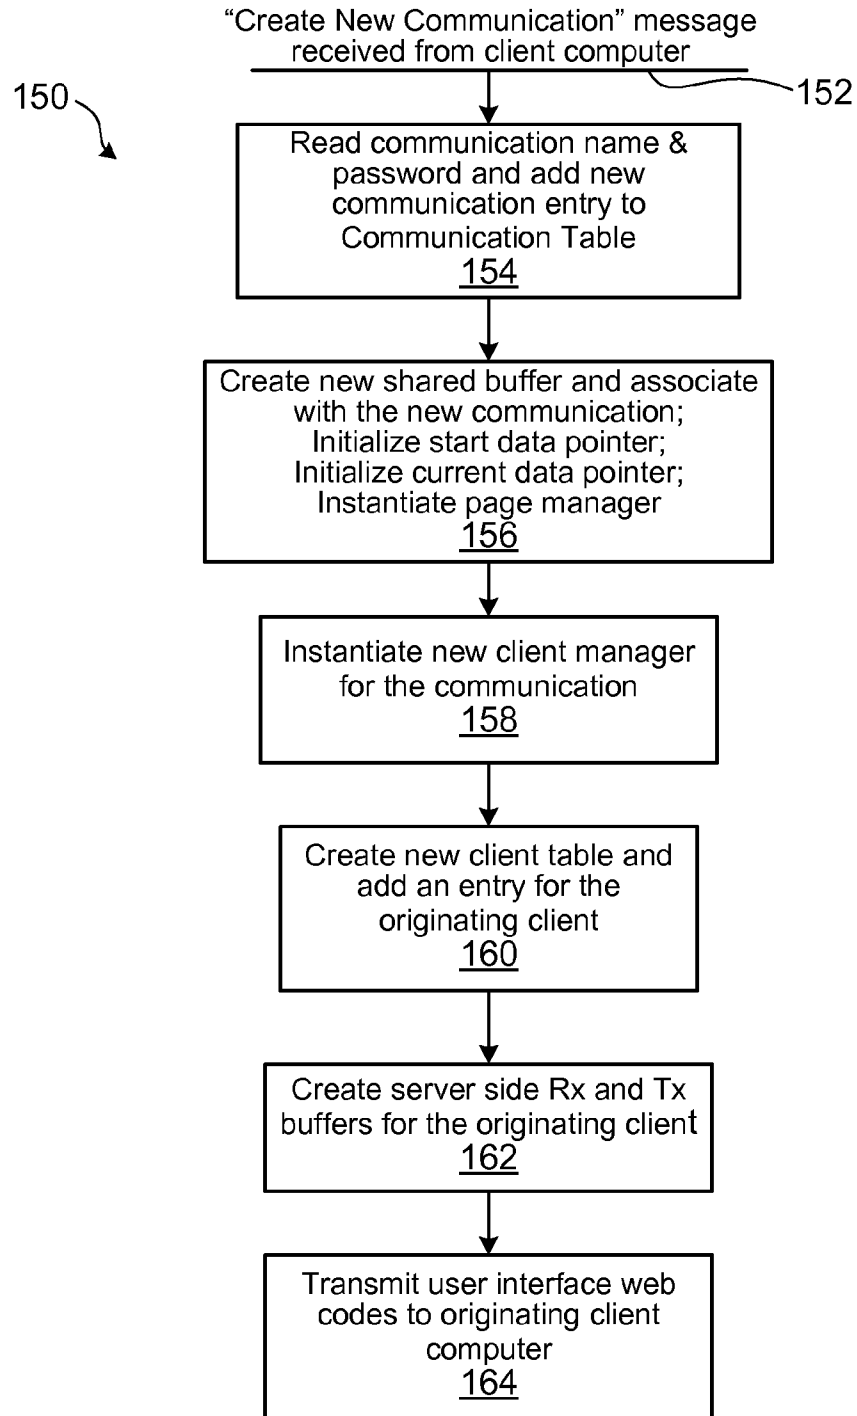 “Create New Communication” message
received from client computer
150
152
Read communication name &
password and add new
communication entry to
Communication Table
154
Create new shared buffer and associate
with the new communication;
Initialize start data pointer;
Initialize current data pointer;
Instantiate page manager
156
Instantiate new client manager
for the communication
158
Create new client table and
add an entry for the
originating client
160
Create server side Rx and Tx
buffers for the originating client
162
Transmit user interface web
codes to originating client
computer
164